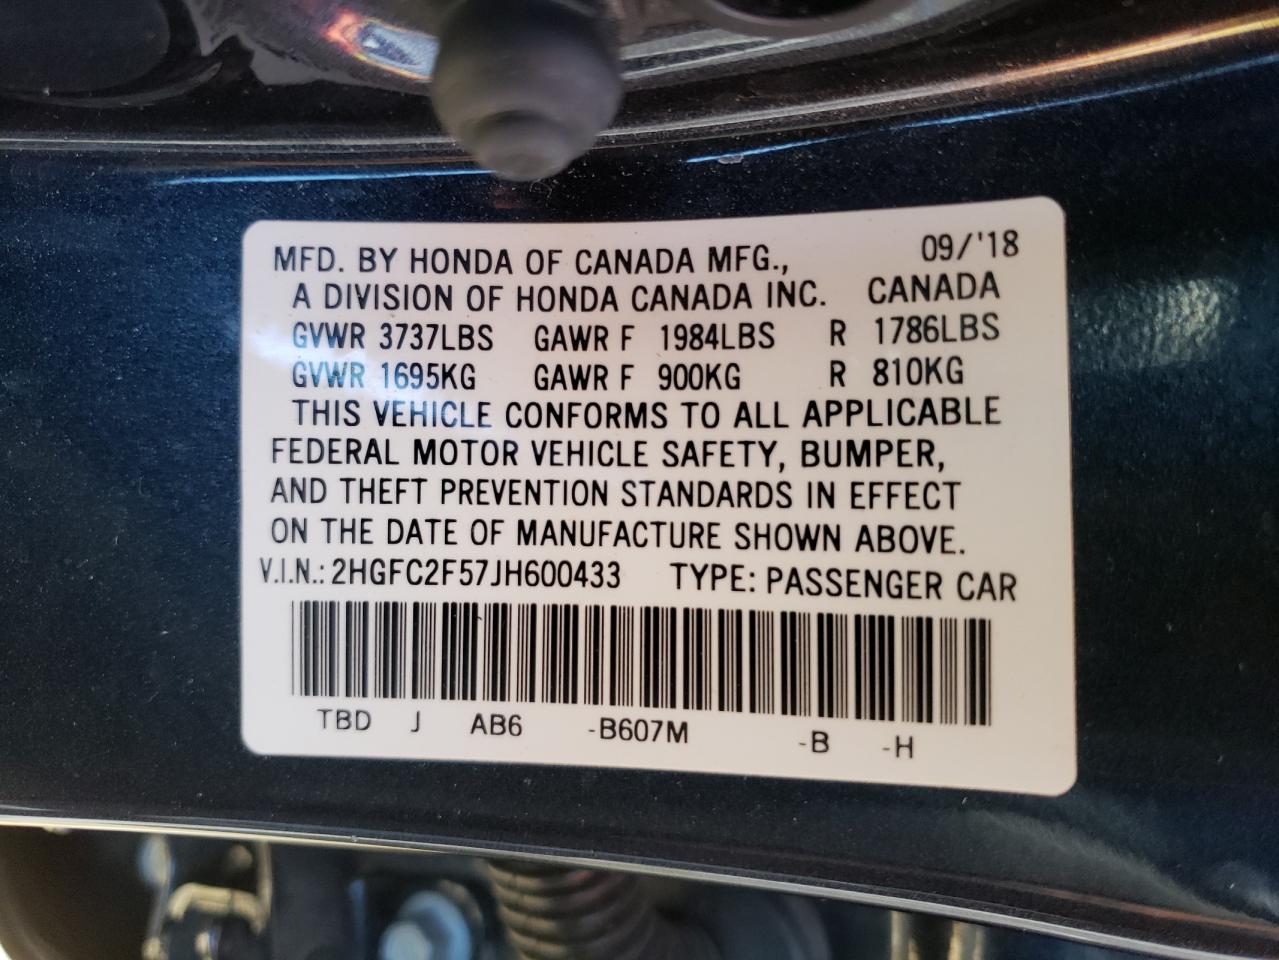 MFD. BY HONDA OF CANADA MFG., 09/'18
A DIVISION OF HONDA CANADA INC. CANADA
GVWR 3737LBS GAWR F 1984LBS R 1786LBS
GVWR 1695KG GAWR F 900KG R 810KG
THIS VEHICLE CONFORMS TO ALL APPLICABLE
FEDERAL MOTOR VEHICLE SAFETY, BUMPER,
AND THEFT PREVENTION STANDARDS IN EFFECT
ON THE DATE OF MANUFACTURE SHOWN ABOVE.
V.I.N.: 2HGFC2F57JH600433 TYPE: PASSENGER CAR
TBD J AB6 -B607M -B -H